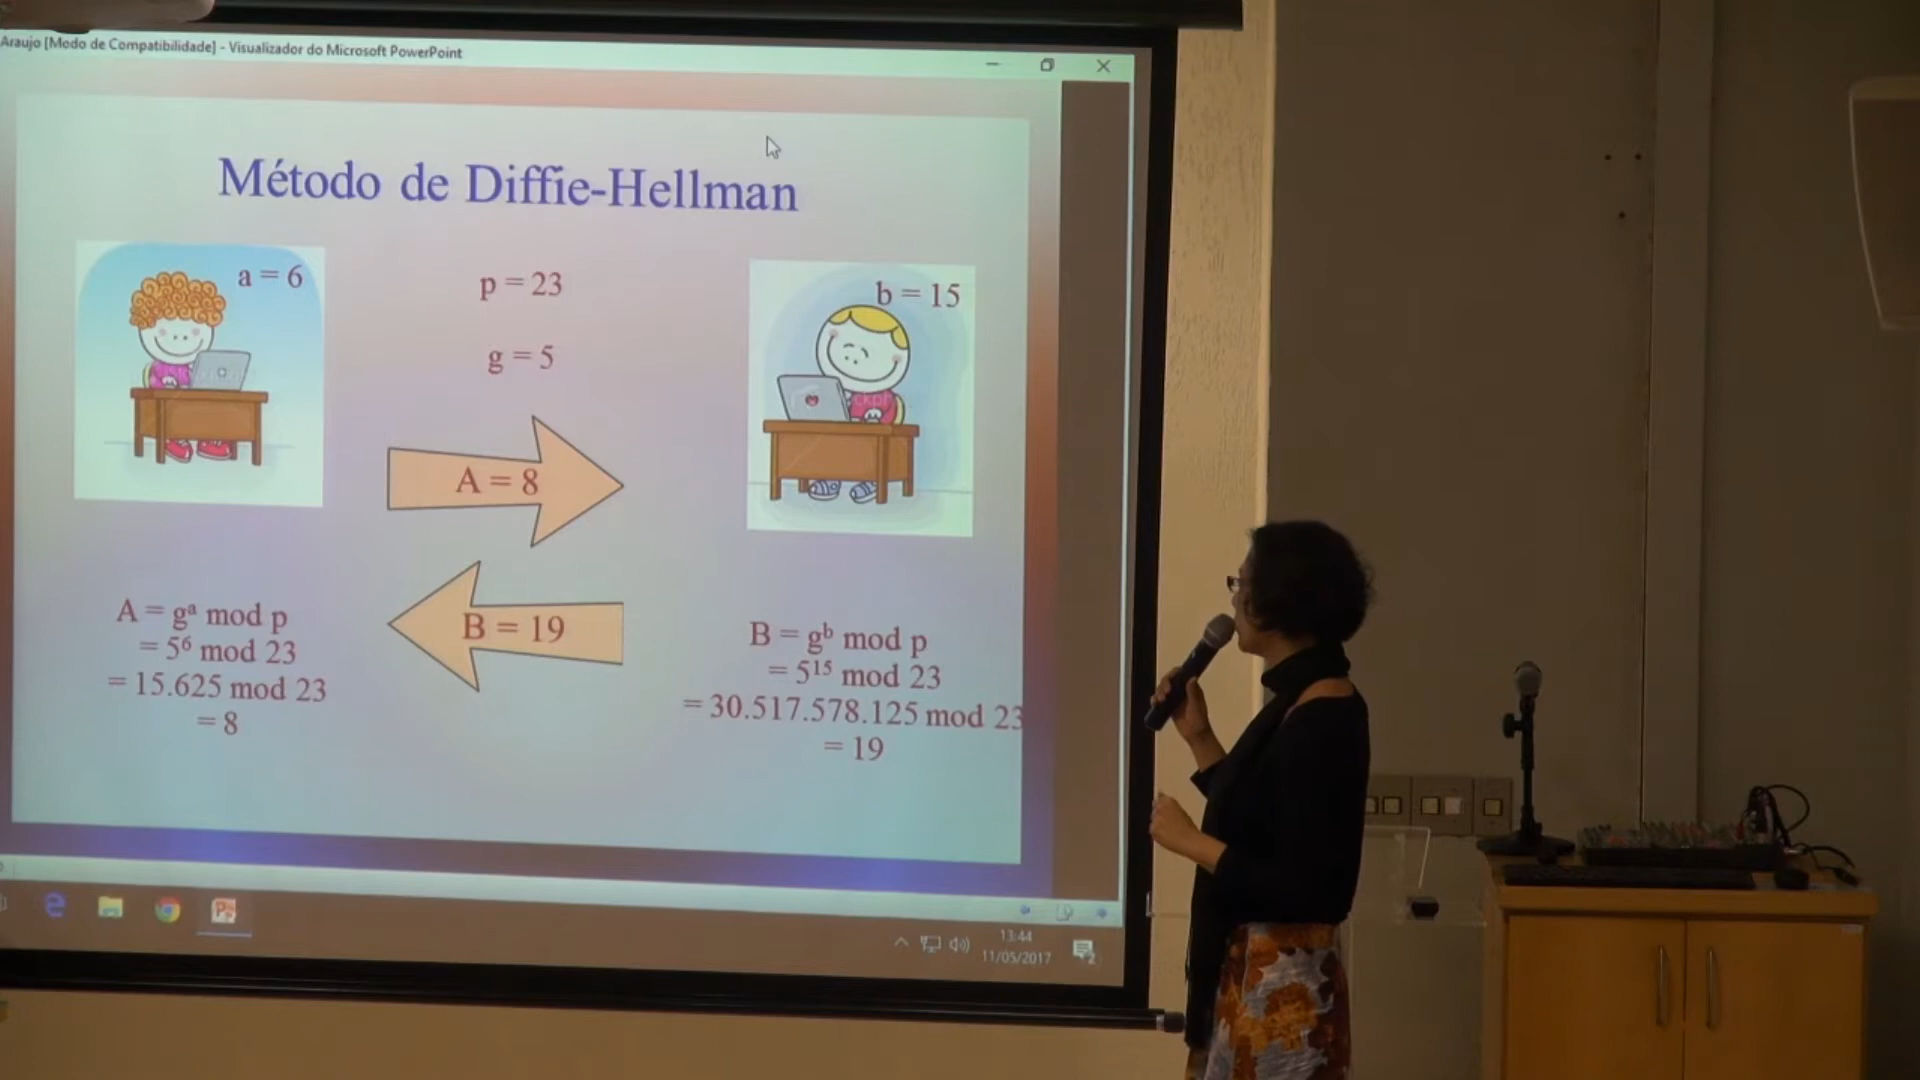 Araujo [Modo de Compatibilidade] - Visualizador do Microsoft PowerPoint
Método de Diffie-Hellman
a = 6
p = 23
b = 15
g = 5
A = 8
B = 19
A = gᵃ mod p
= 5⁶ mod 23
= 15.625 mod 23
= 8
B = gᵇ mod p
= 5¹⁵ mod 23
= 30.517.578.125 mod 23
= 19
13:44
11/05/2017